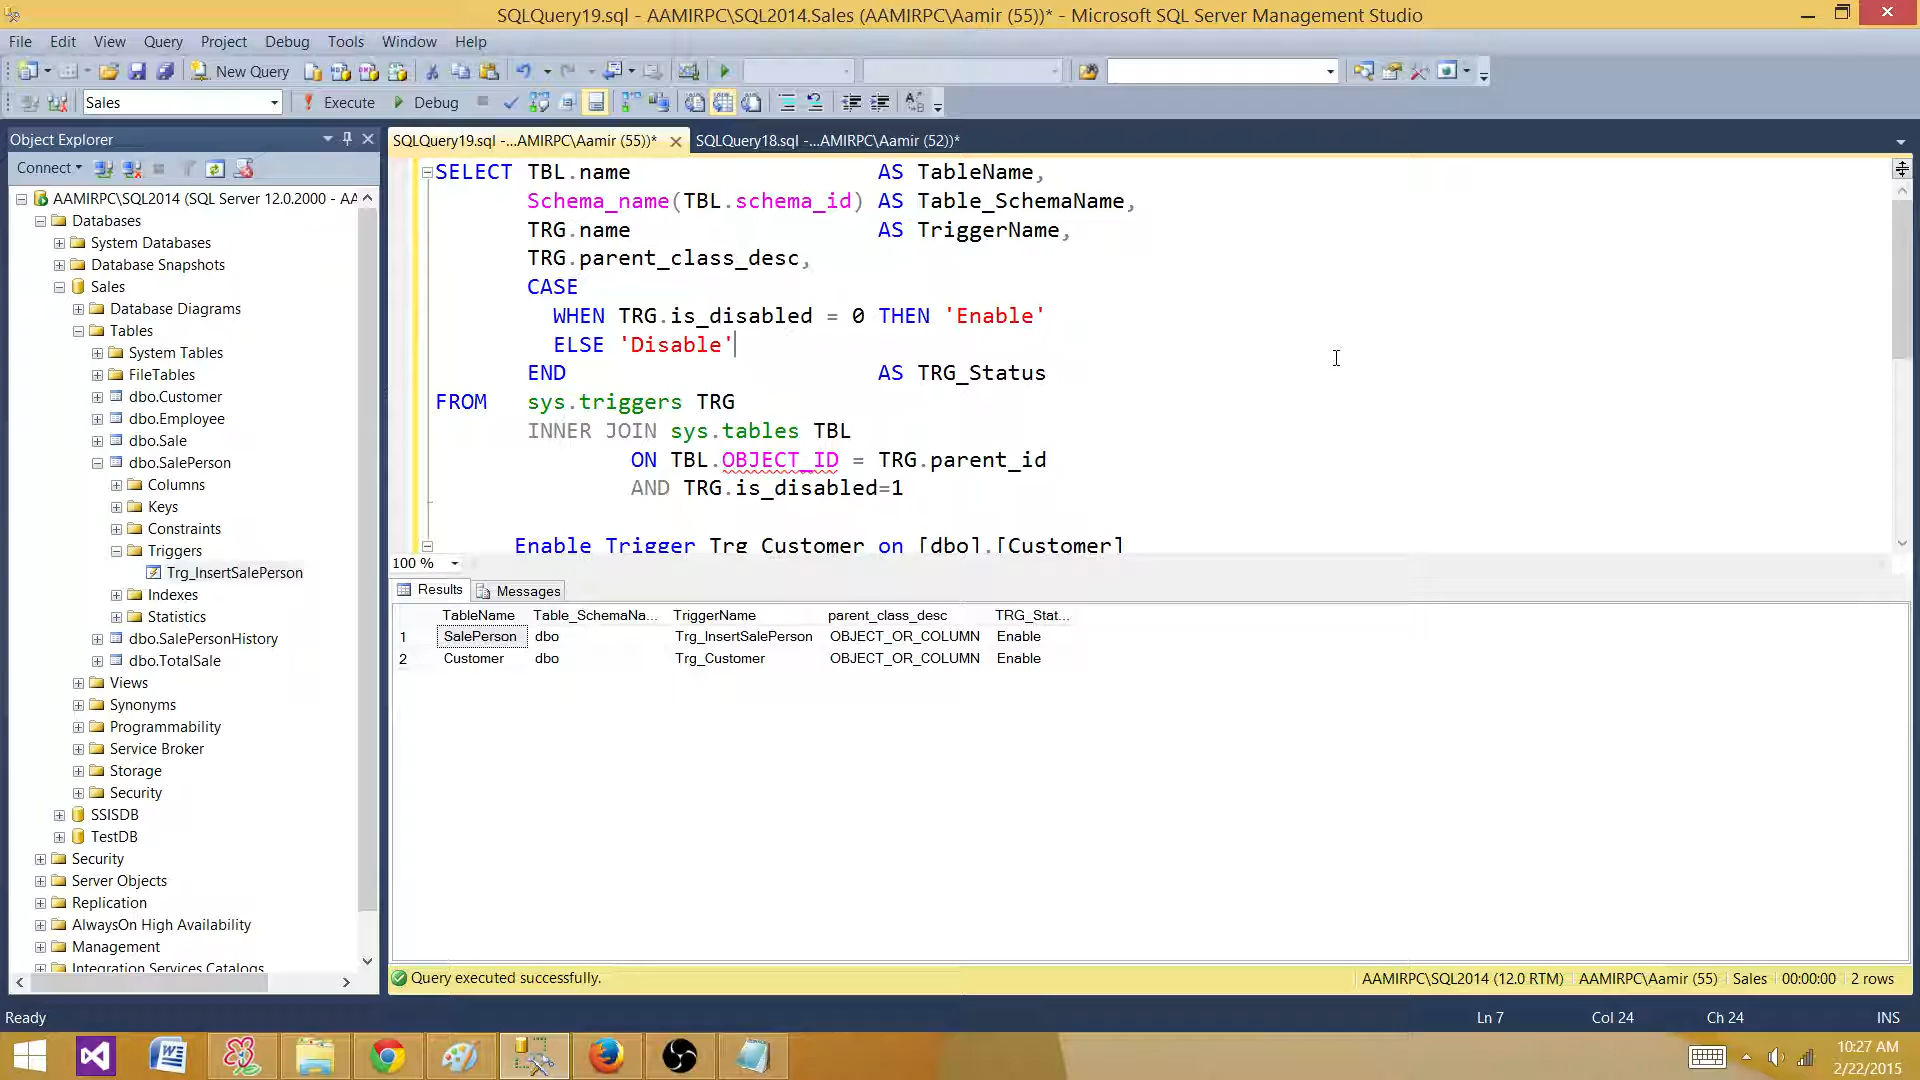 SQLQuery19.sql - AAMIRPC\SQL2014.Sales (AAMIRPC\Aamir (55))* - Microsoft SQL Server Management Studio
File Edit View Query Project Debug Tools Window Help
New Query
Sales Execute Debug
Object Explorer
Connect
AAMIRPC\SQL2014 (SQL Server 12.0.2000 - AA
Databases
System Databases
Database Snapshots
Sales
Database Diagrams
Tables
System Tables
FileTables
dbo.Customer
dbo.Employee
dbo.Sale
dbo.SalePerson
Columns
Keys
Constraints
Triggers
Trg_InsertSalePerson
Indexes
Statistics
dbo.SalePersonHistory
dbo.TotalSale
Views
Synonyms
Programmability
Service Broker
Storage
Security
SSISDB
TestDB
Security
Server Objects
Replication
AlwaysOn High Availability
Management
Integration Services Catalogs
SQLQuery19.sql -...AMIRPC\Aamir (55))* SQLQuery18.sql -...AMIRPC\Aamir (52))*
SELECT TBL.name AS TableName,
Schema_name(TBL.schema_id) AS Table_SchemaName,
TRG.name AS TriggerName,
TRG.parent_class_desc,
CASE
WHEN TRG.is_disabled = 0 THEN 'Enable'
ELSE 'Disable'
END AS TRG_Status
FROM sys.triggers TRG
INNER JOIN sys.tables TBL
ON TBL.OBJECT_ID = TRG.parent_id
AND TRG.is_disabled=1
Enable Trigger Trg_Customer on [dbo].[Customer]
100 %
Results Messages
TableName Table_SchemaNa... TriggerName parent_class_desc TRG_Stat...
1 SalePerson dbo Trg_InsertSalePerson OBJECT_OR_COLUMN Enable
2 Customer dbo Trg_Customer OBJECT_OR_COLUMN Enable
Query executed successfully. AAMIRPC\SQL2014 (12.0 RTM) AAMIRPC\Aamir (55) Sales 00:00:00 2 rows
Ready Ln 7 Col 24 Ch 24 INS
10:27 AM
2/22/2015